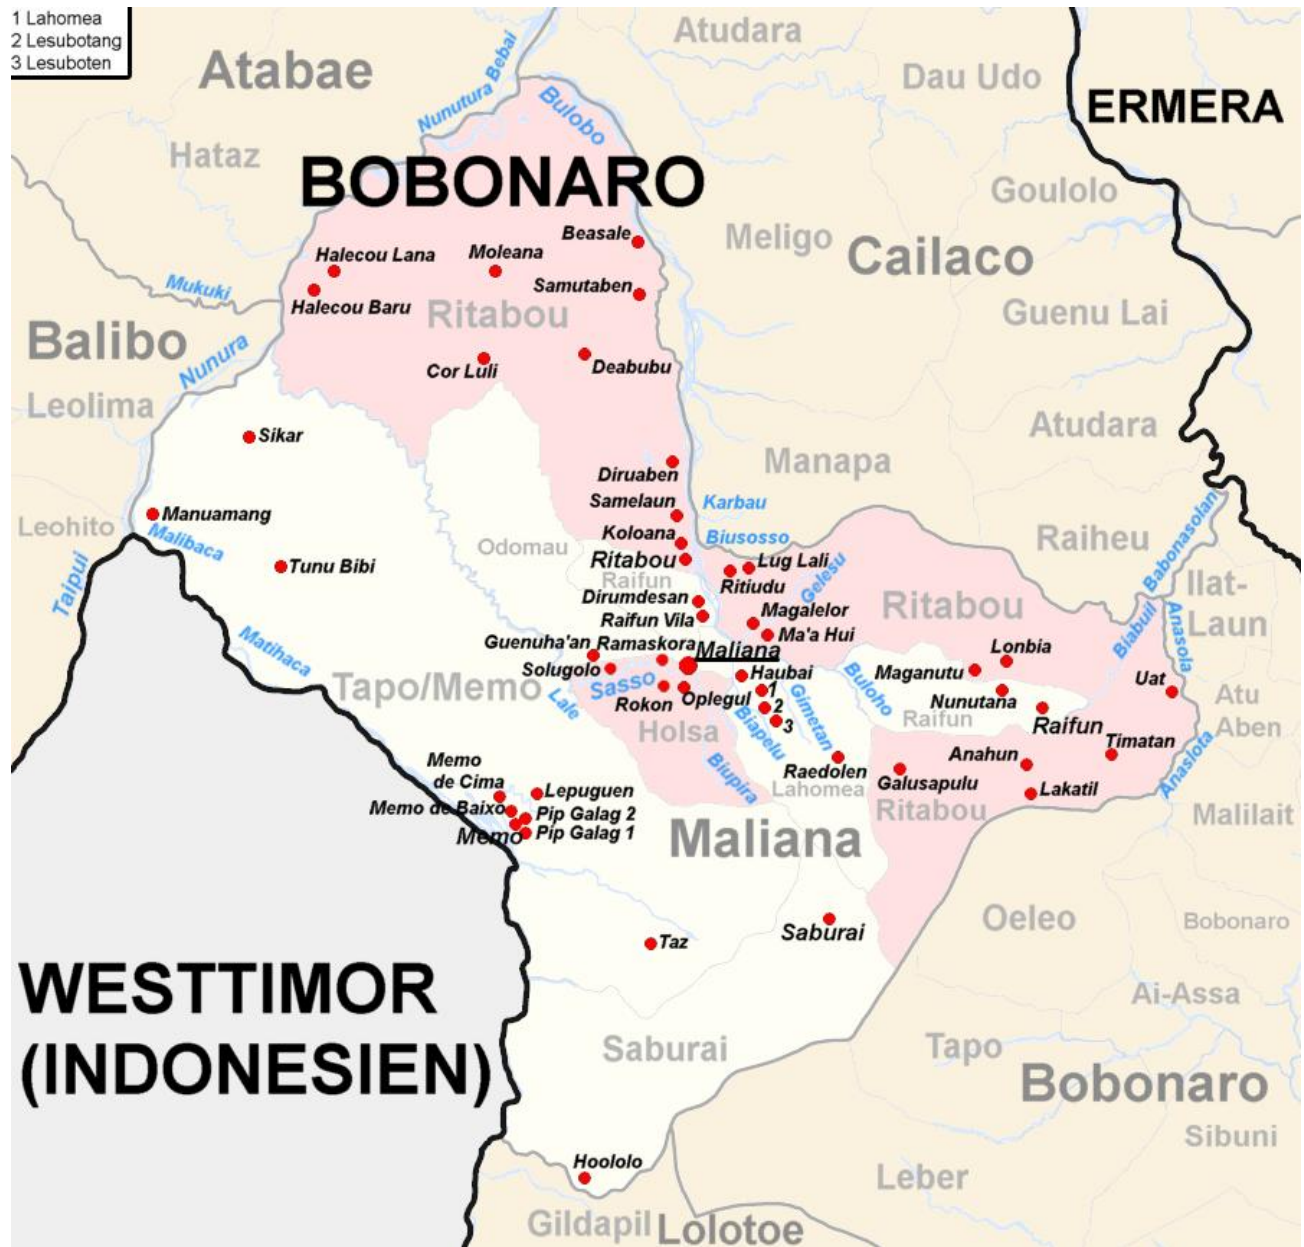 1 Lahomea
2 Lesubotang
3 Lesuboten
Atabae
Atudara
Dau Udo
ERMERA
Nunutura Bebai
Bulobo
Hataz
BOBONARO
Goulolo
Beasale
Meligo
Cailaco
Halecou Lana
Moleana
Samutaben
Mukuki
Halecou Baru
Ritabou
Guenu Lai
Balibo
Nunura
Cor Luli
Deabubu
Leolima
Atudara
Sikar
Manapa
Diruaben
Samelaun
Karbau
Babonasolan
Manuamang
Leohito
Malibaca
Koloana
Biusosso
Raiheu
Odomau
Ritabou
Lug Lali
Gelesu
Tunu Bibi
Raifun
Ritiudu
Ilat-
Laun
Taipui
Dirumdesan
Ritabou
Raifun Vila
Magalelor
Biabuil
Anasola
Matihaca
Guenuha'an
Ramaskora
Ma'a Hui
Maliana
Lonbia
Solugolo
Haubai
Maganutu
Uat
Tapo/Memo
Sasso
Buloho
Lale
Rokon
Oplegul
1
2
3
Gimetan
Biapelu
Nunutana
Raifun
Raifun
Atu
Aben
Holsa
Timatan
Anahun
Memo
de Cima
Biupira
Raedolen
Lahomea
Galusapulu
Anaslota
Lepuguen
Lakatil
Ritabou
Memo de Baixo
Pip Galag 2
Malilait
Memo
Pip Galag 1
Maliana
Oeleo
Bobonaro
Saburai
Taz
WESTTIMOR
(INDONESIEN)
Ai-Assa
Saburai
Tapo
Bobonaro
Sibuni
Hoololo
Leber
Gildapil
Lolotoe